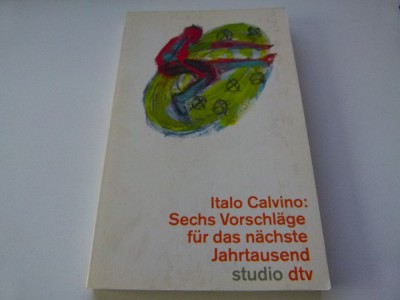 Italo Calvino:
Sechs Vorschläge
für das nächste
Jahrtausend
studio dtv